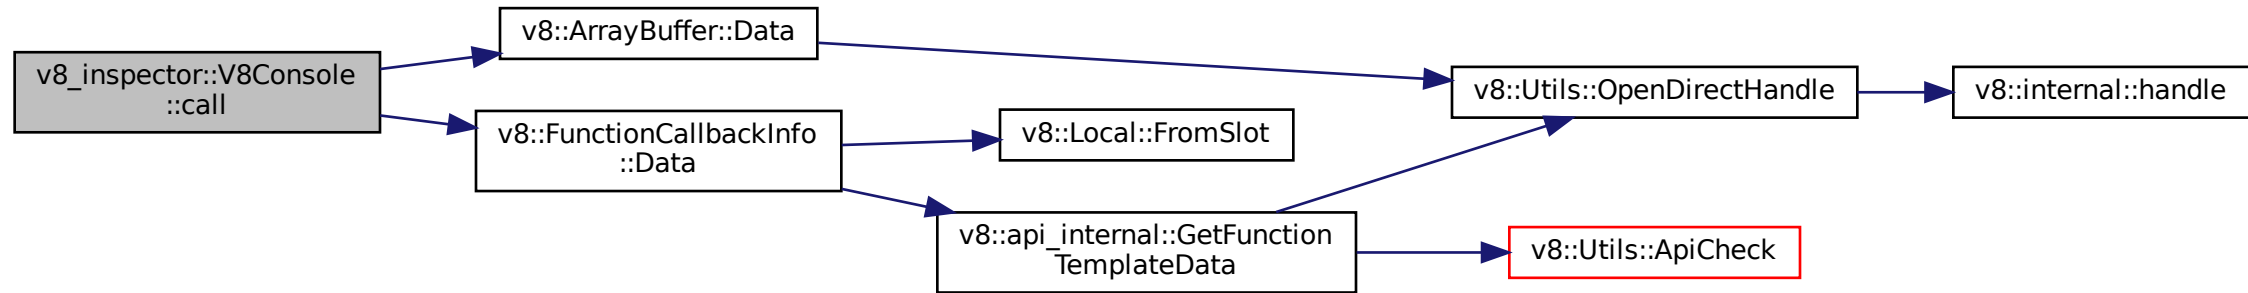 v8_inspector::V8Console
::call
v8::ArrayBuffer::Data
v8::FunctionCallbackInfo
::Data
v8::Local::FromSlot
v8::api_internal::GetFunction
TemplateData
v8::Utils::OpenDirectHandle
v8::Utils::ApiCheck
v8::internal::handle